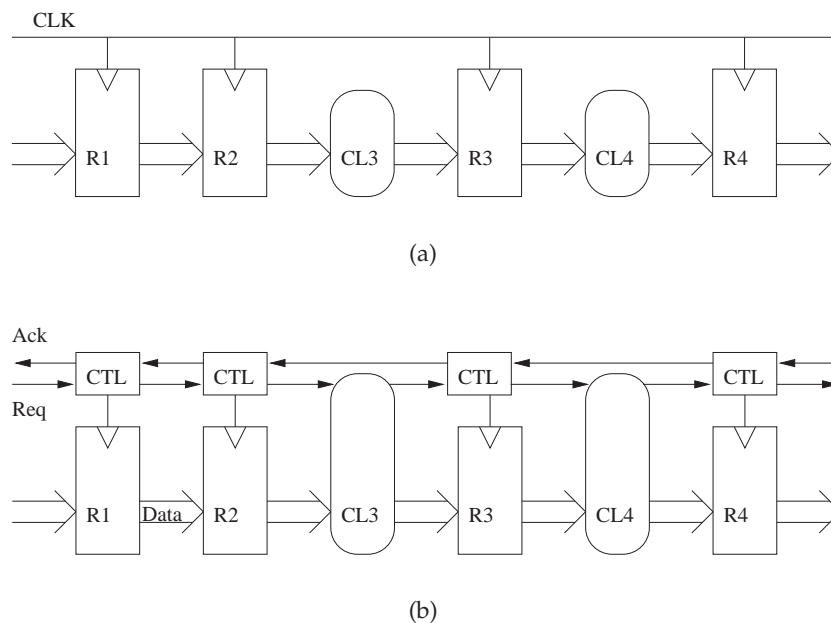 CLK
R1 R2 CL3 R3 CL4 R4
(a)
Ack
CTL CTL CTL CTL
Req
R1 Data R2 CL3 R3 CL4 R4
(b)